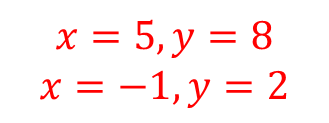 x = 5, y = 8
x = −1, y = 2